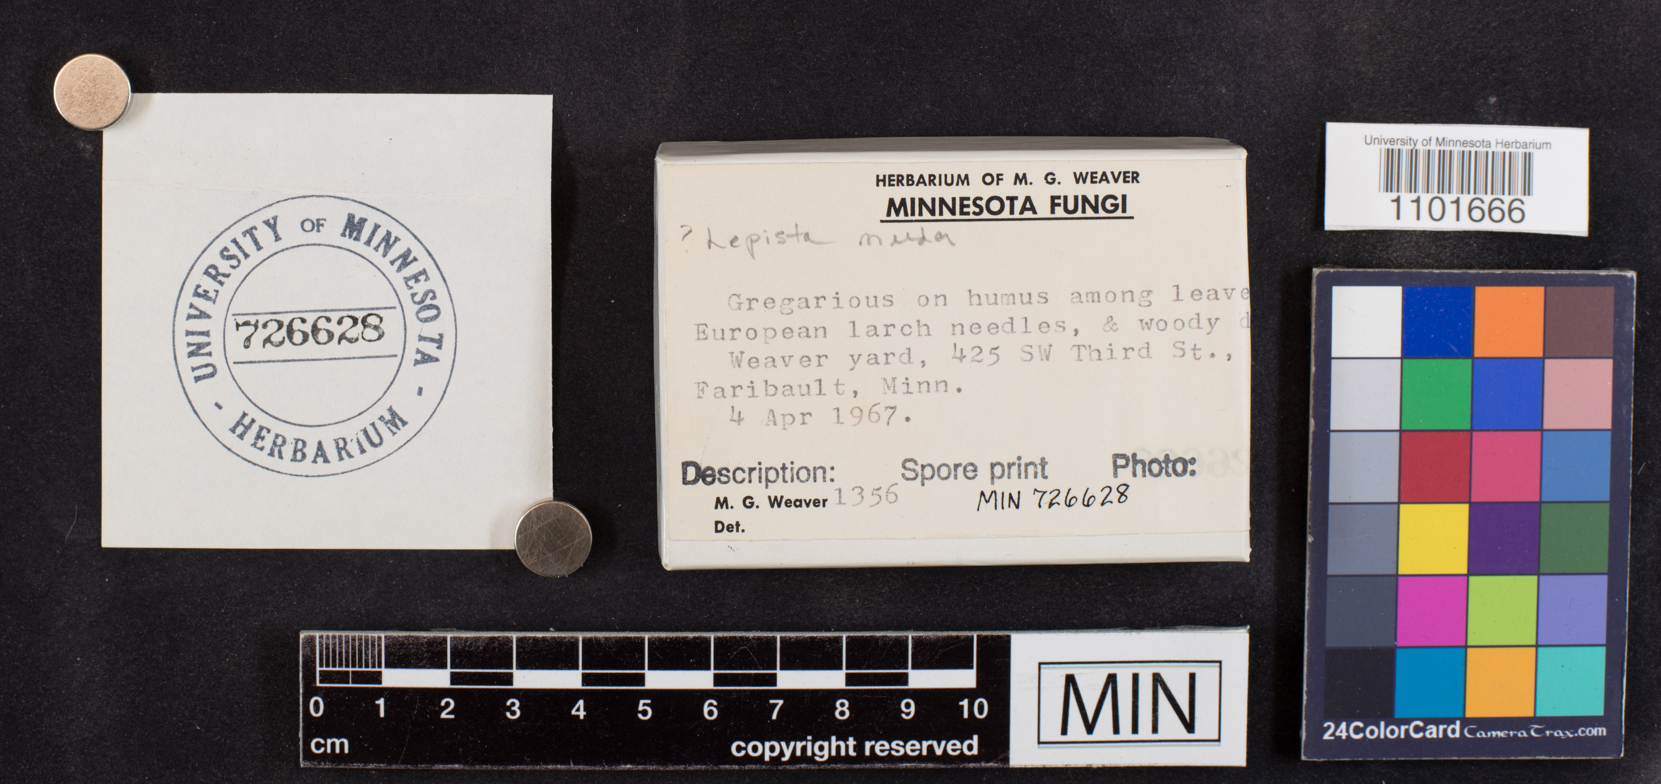 UNIVERSITY OF MINNESOTA
726628
- HERBARIUM -
HERBARIUM OF M. G. WEAVER
MINNESOTA FUNGI
? Lepista nuda
Gregarious on humus among leave
European larch needles, & woody d
Weaver yard, 425 SW Third St.,
Faribault, Minn.
4 Apr 1967.
Description: Spore print Photo:
M. G. Weaver 1356 MIN 726628
Det.
University of Minnesota Herbarium
1101666
0 1 2 3 4 5 6 7 8 9 10
cm copyright reserved
MIN
24ColorCard CameraTrax.com